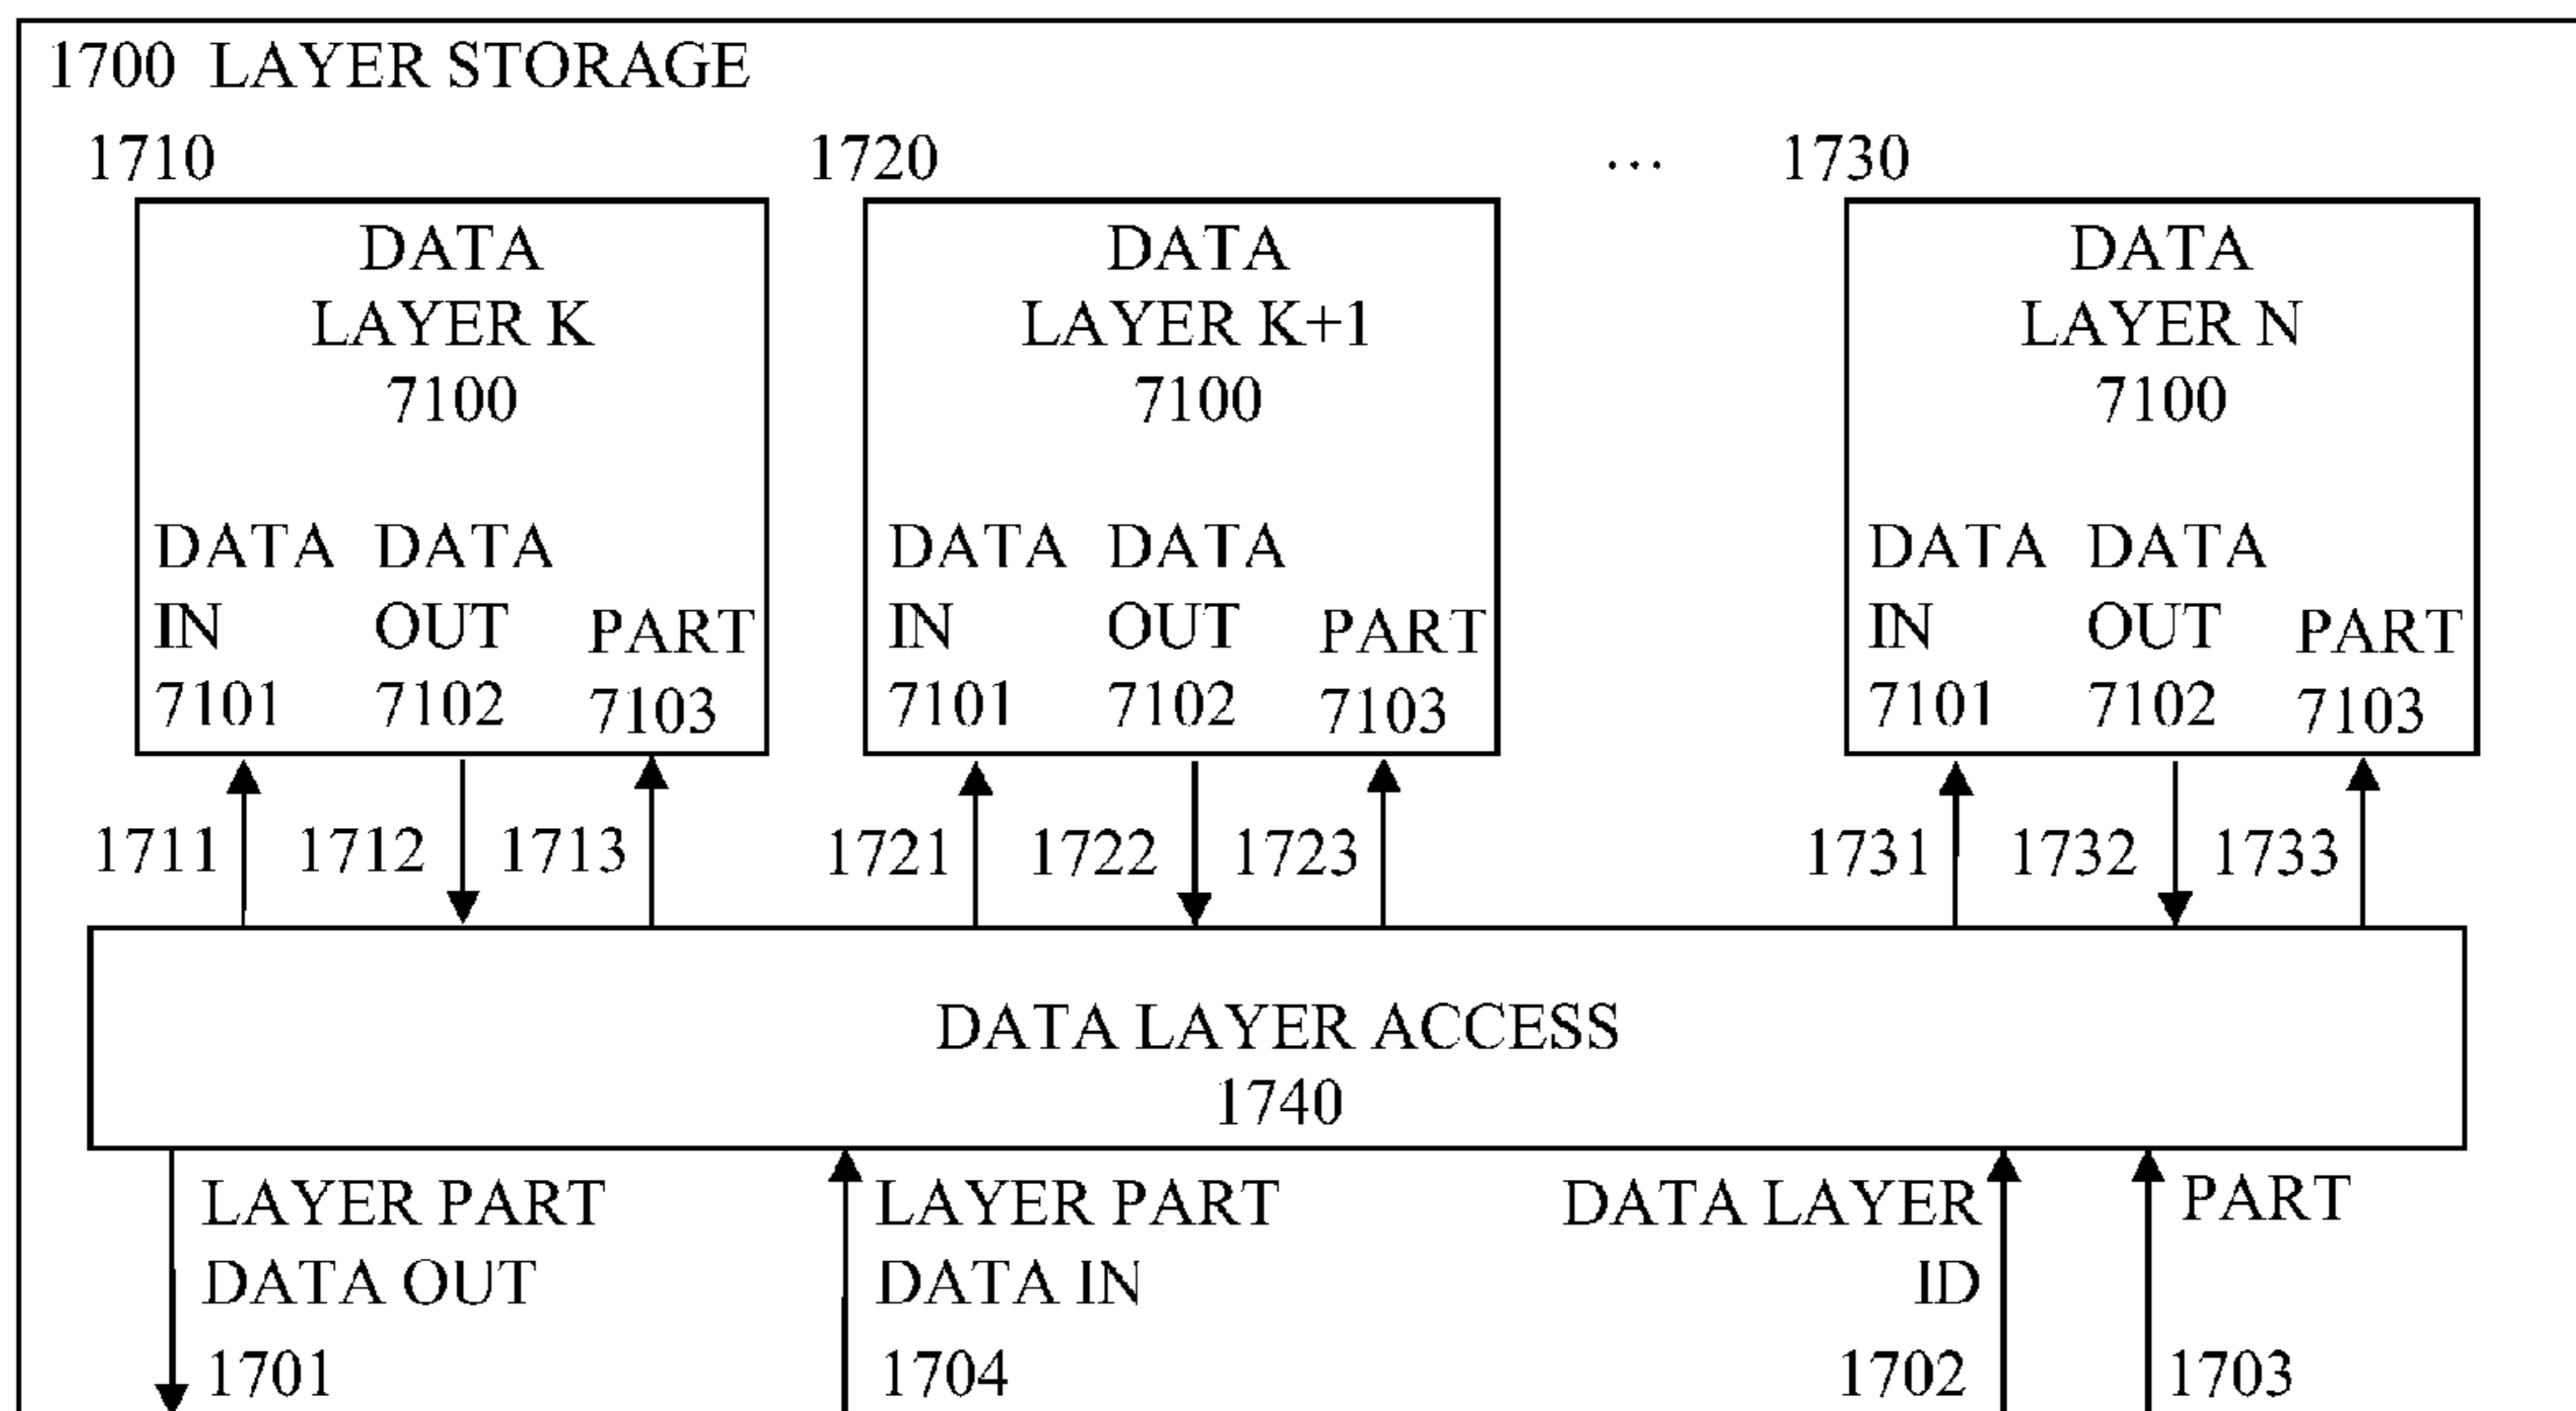 1700 LAYER STORAGE
1710 1720 … 1730
DATA DATA DATA
LAYER K LAYER K+1 LAYER N
7100 7100 7100
DATA DATA DATA DATA DATA DATA
IN OUT PART IN OUT PART IN OUT PART
7101 7102 7103 7101 7102 7103 7101 7102 7103
1711 1712 1713 1721 1722 1723 1731 1732 1733
DATA LAYER ACCESS
1740
LAYER PART LAYER PART DATA LAYER PART
DATA OUT DATA IN ID
1701 1704 1702 1703